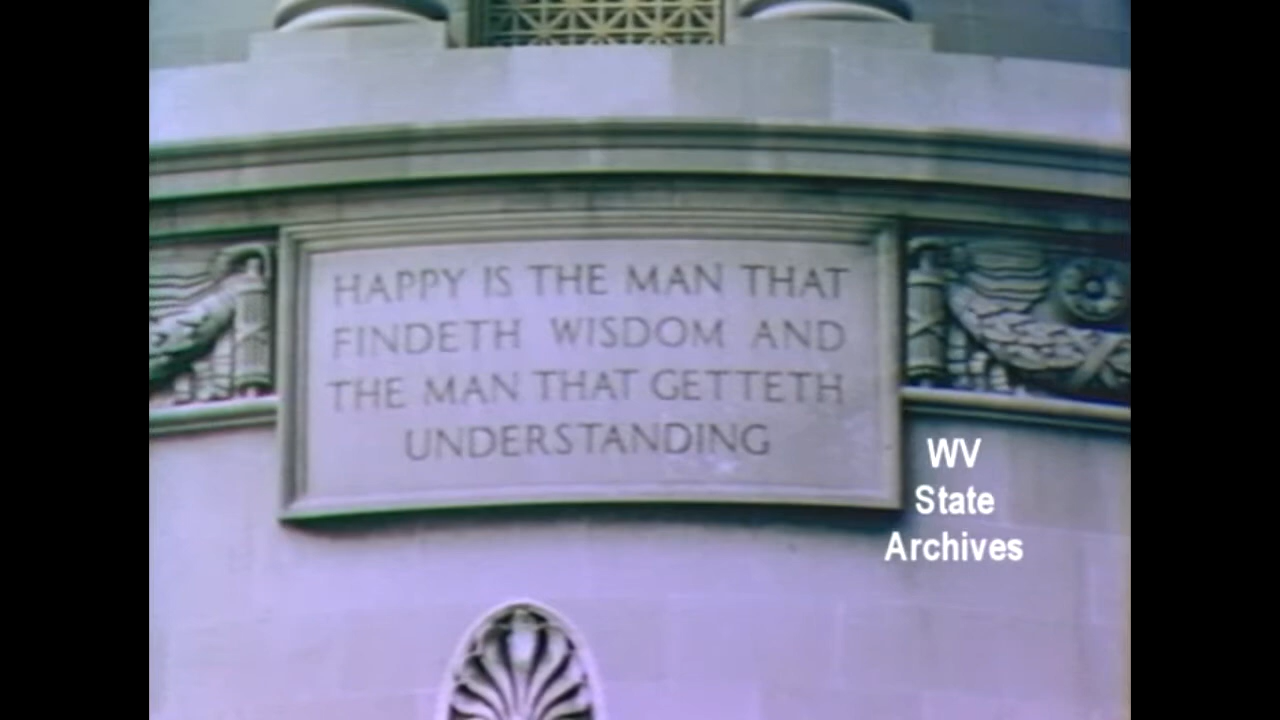 HAPPY IS THE MAN THAT
FINDETH WISDOM AND
THE MAN THAT GETTETH
UNDERSTANDING
WV
State
Archives